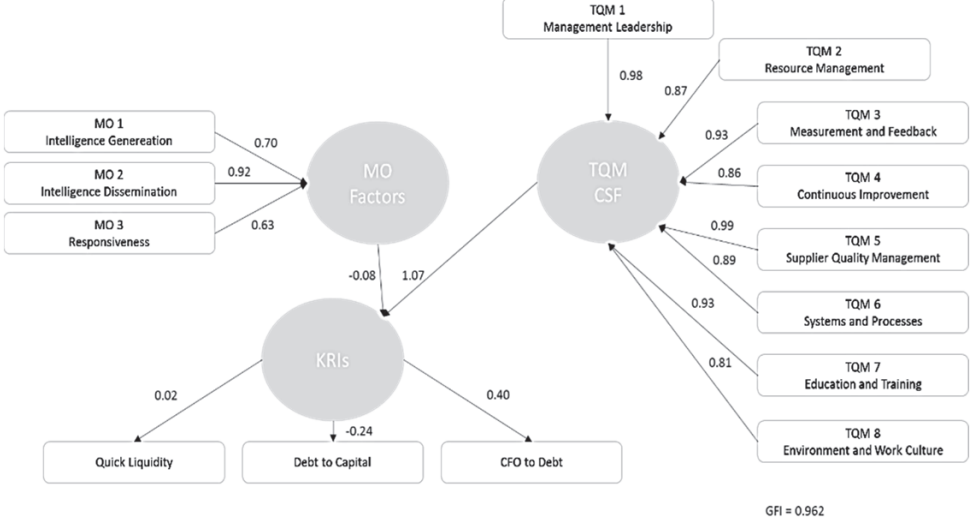 TQM 1
Management Leadership
TQM 2
Resource Management
0.98
0.87
MO 1
Intelligence Genereation
TQM 3
Measurement and Feedback
0.70
0.93
MO 2
Intelligence Dissemination
0.92
MO
Factors
TQM
CSF
0.86
TQM 4
Continuous Improvement
MO 3
Responsiveness
0.63
0.99
TQM 5
Supplier Quality Management
0.89
-0.08
1.07
TQM 6
Systems and Processes
0.93
KRIs
0.81
TQM 7
Education and Training
0.02
0.40
-0.24
TQM 8
Environment and Work Culture
Quick Liquidity
Debt to Capital
CFO to Debt
GFI = 0.962